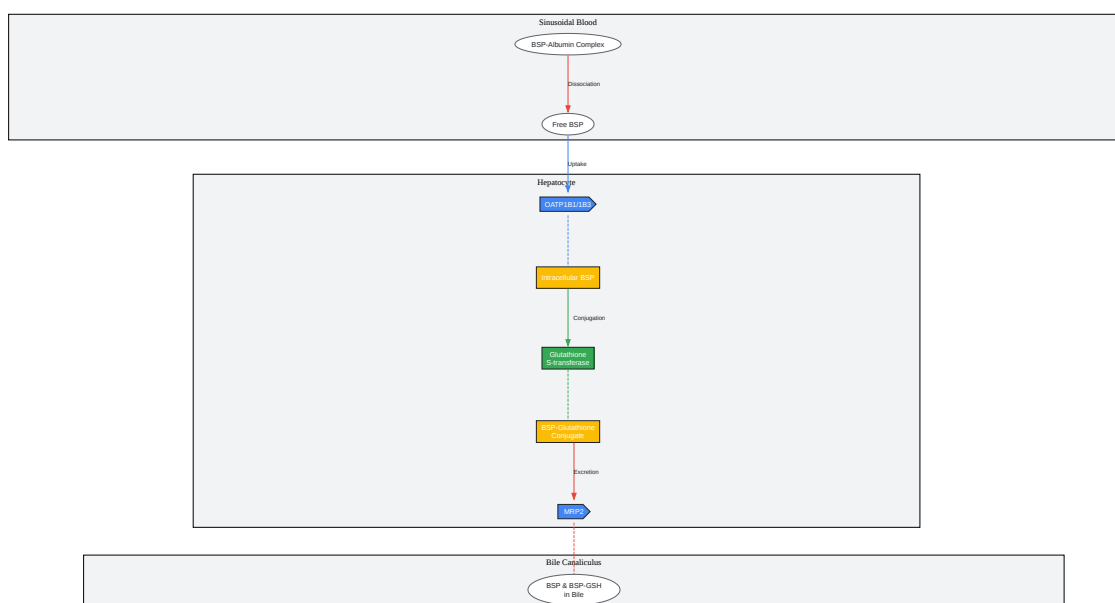 Sinusoidal Blood
BSP-Albumin Complex
Dissociation
Free BSP
Uptake
Hepatocyte
OATP1B1/1B3
Intracellular BSP
Conjugation
Glutathione
S-transferase
BSP-Glutathione
Conjugate
Excretion
MRP2
Bile Canaliculus
BSP & BSP-GSH
in Bile